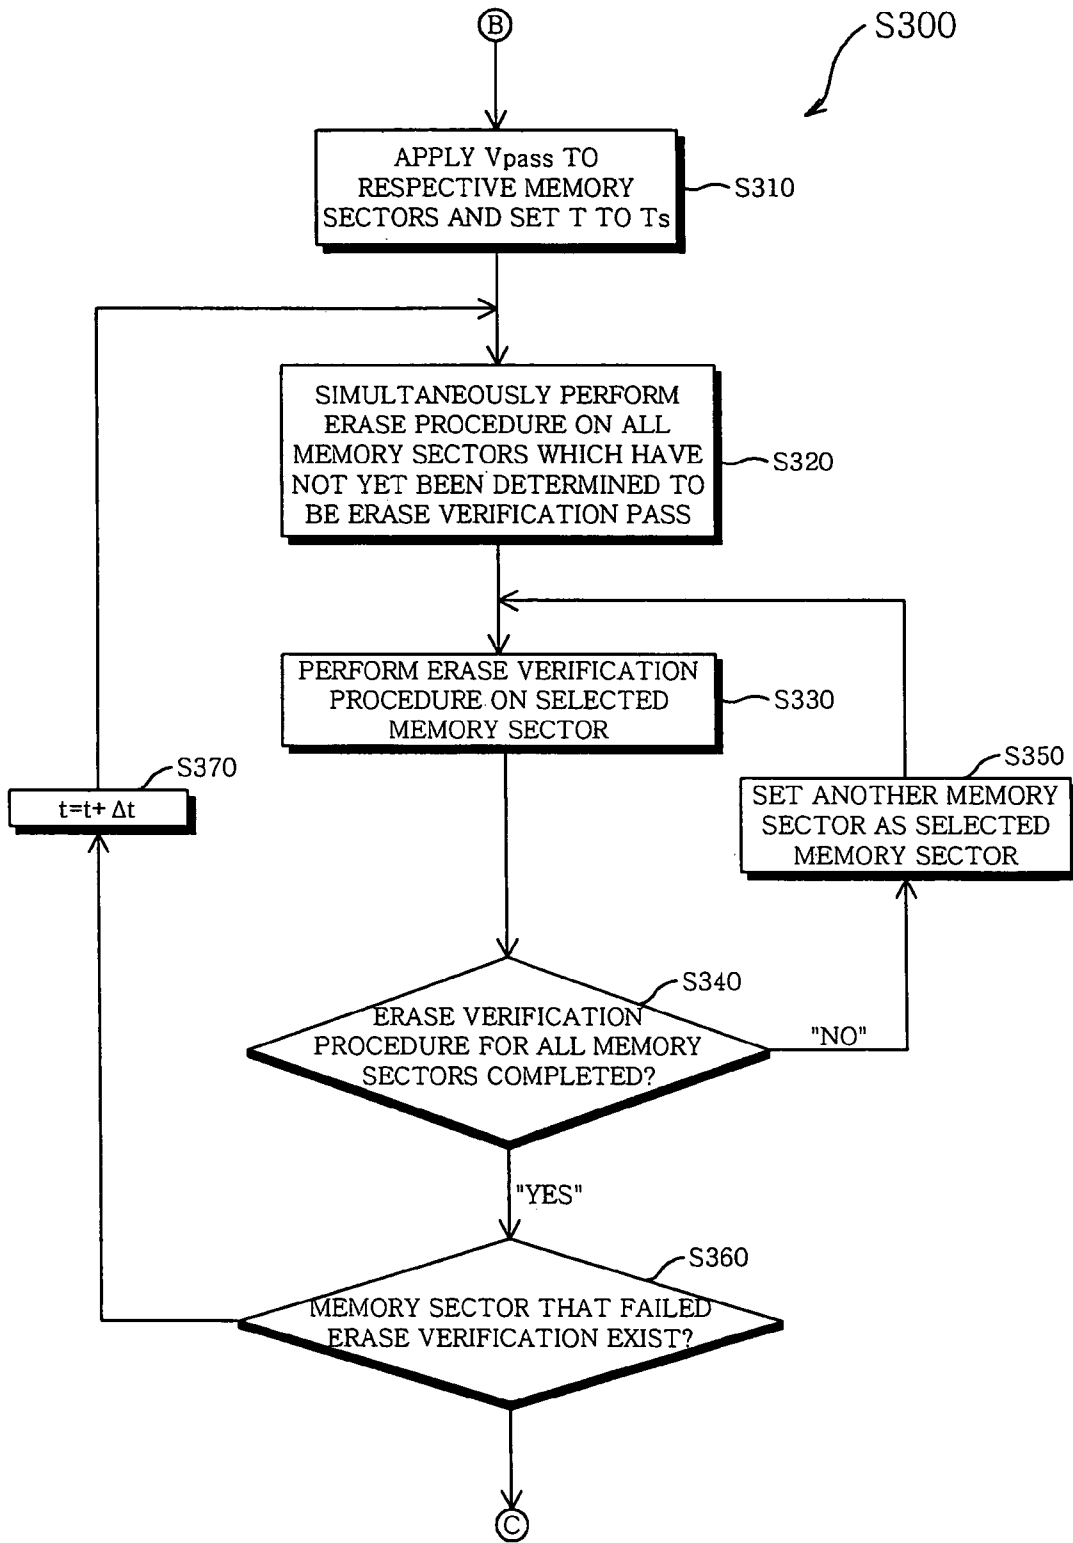 B
S300
APPLY Vpass TO
RESPECTIVE MEMORY
SECTORS AND SET T TO Ts
S310
SIMULTANEOUSLY PERFORM
ERASE PROCEDURE ON ALL
MEMORY SECTORS WHICH HAVE
NOT YET BEEN DETERMINED TO
BE ERASE VERIFICATION PASS
S320
PERFORM ERASE VERIFICATION
PROCEDURE ON SELECTED
MEMORY SECTOR
S330
S370
t=t+ Δt
S350
SET ANOTHER MEMORY
SECTOR AS SELECTED
MEMORY SECTOR
S340
ERASE VERIFICATION
PROCEDURE FOR ALL MEMORY
SECTORS COMPLETED?
"NO"
"YES"
S360
MEMORY SECTOR THAT FAILED
ERASE VERIFICATION EXIST?
C